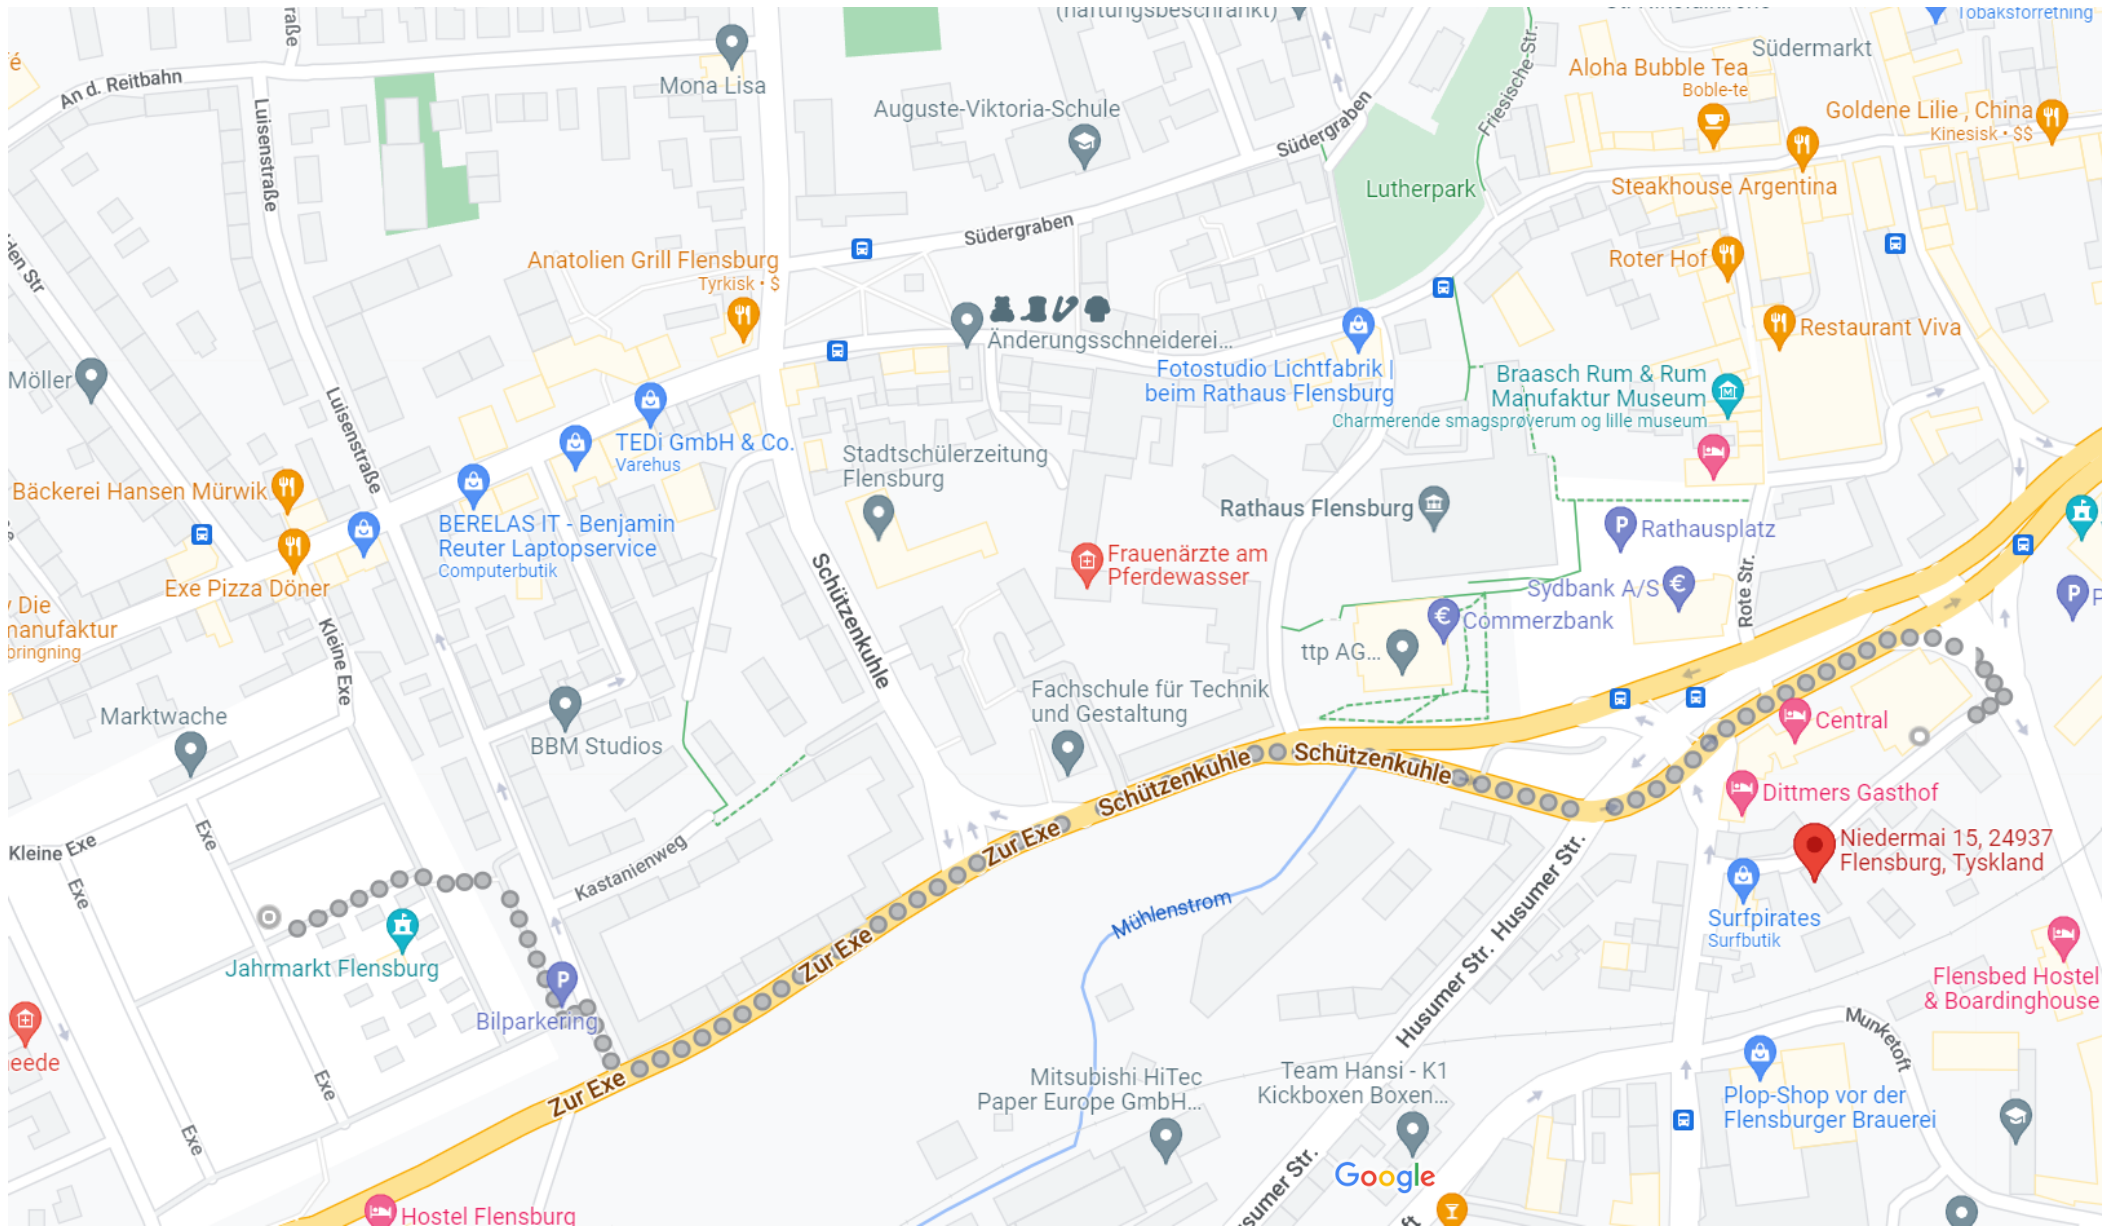 (haftungsbeschränkt)
Tobaksforretning
Südermarkt
Aloha Bubble Tea
Boble-te
Goldene Lilie , China
Kinesisk • $$
Steakhouse Argentina
An d. Reitbahn
Mona Lisa
Auguste-Viktoria-Schule
Südergraben
Friesische-Str.
Lutherpark
Luisenstraße
Südergraben
Anatolien Grill Flensburg
Tyrkisk • $
Roter Hof
Restaurant Viva
Änderungsschneiderei...
Fotostudio Lichtfabrik |
beim Rathaus Flensburg
Braasch Rum & Rum
Manufaktur Museum
Charmerende smagsprøverum og lille museum
Möller
Luisenstraße
TEDi GmbH & Co.
Varehus
Stadtschülerzeitung
Flensburg
Bäckerei Hansen Mürwik
BERELAS IT - Benjamin
Reuter Laptopservice
Computerbutik
Rathaus Flensburg
Rathausplatz
Exe Pizza Döner
Frauenärzte am
Pferdewasser
Sydbank A/S
Commerzbank
Rote Str.
Die
Kleine Exe
Schützenkuhle
ttp AG...
Marktwache
BBM Studios
Fachschule für Technik
und Gestaltung
Central
Schützenkuhle
Schützenkuhle
Dittmers Gasthof
Niedermai 15, 24937
Flensburg, Tyskland
Kleine Exe
Exe
Exe
Kastanienweg
Zur Exe
Husumer Str.
Husumer Str.
Mühlenstrom
Surfpirates
Surfbutik
Jahrmarkt Flensburg
Zur Exe
Flensbed Hostel
& Boardinghouse
Bilparkering
Munketoft
Mitsubishi HiTec
Paper Europe GmbH...
Team Hansi - K1
Kickboxen Boxen...
Plop-Shop vor der
Flensburger Brauerei
Zur Exe
Exe
Exe
Google
Hostel Flensburg